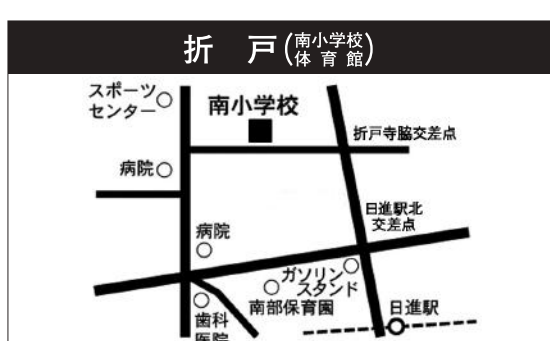 折戸(南小学校
体育館)
スポーツ
センター
南小学校
折戸寺脇交差点
病院
日進駅北
交差点
病院
ガソリン
スタンド
南部保育園
日進駅
歯科
医院